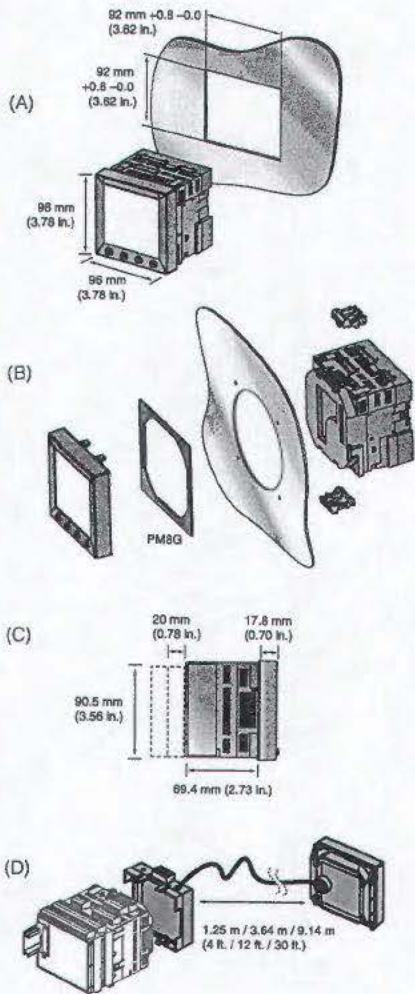 92 mm +0.8 –0.0
(3.62 in.)
92 mm
+0.8 –0.0
(3.62 in.)
(A)
96 mm
(3.78 in.)
96 mm
(3.78 in.)
(B)
PM8G
(C)
20 mm
(0.78 in.)
17.8 mm
(0.70 in.)
90.5 mm
(3.56 in.)
69.4 mm (2.73 in.)
(D)
1.25 m / 3.64 m / 9.14 m
(4 ft. / 12 ft. / 30 ft.)